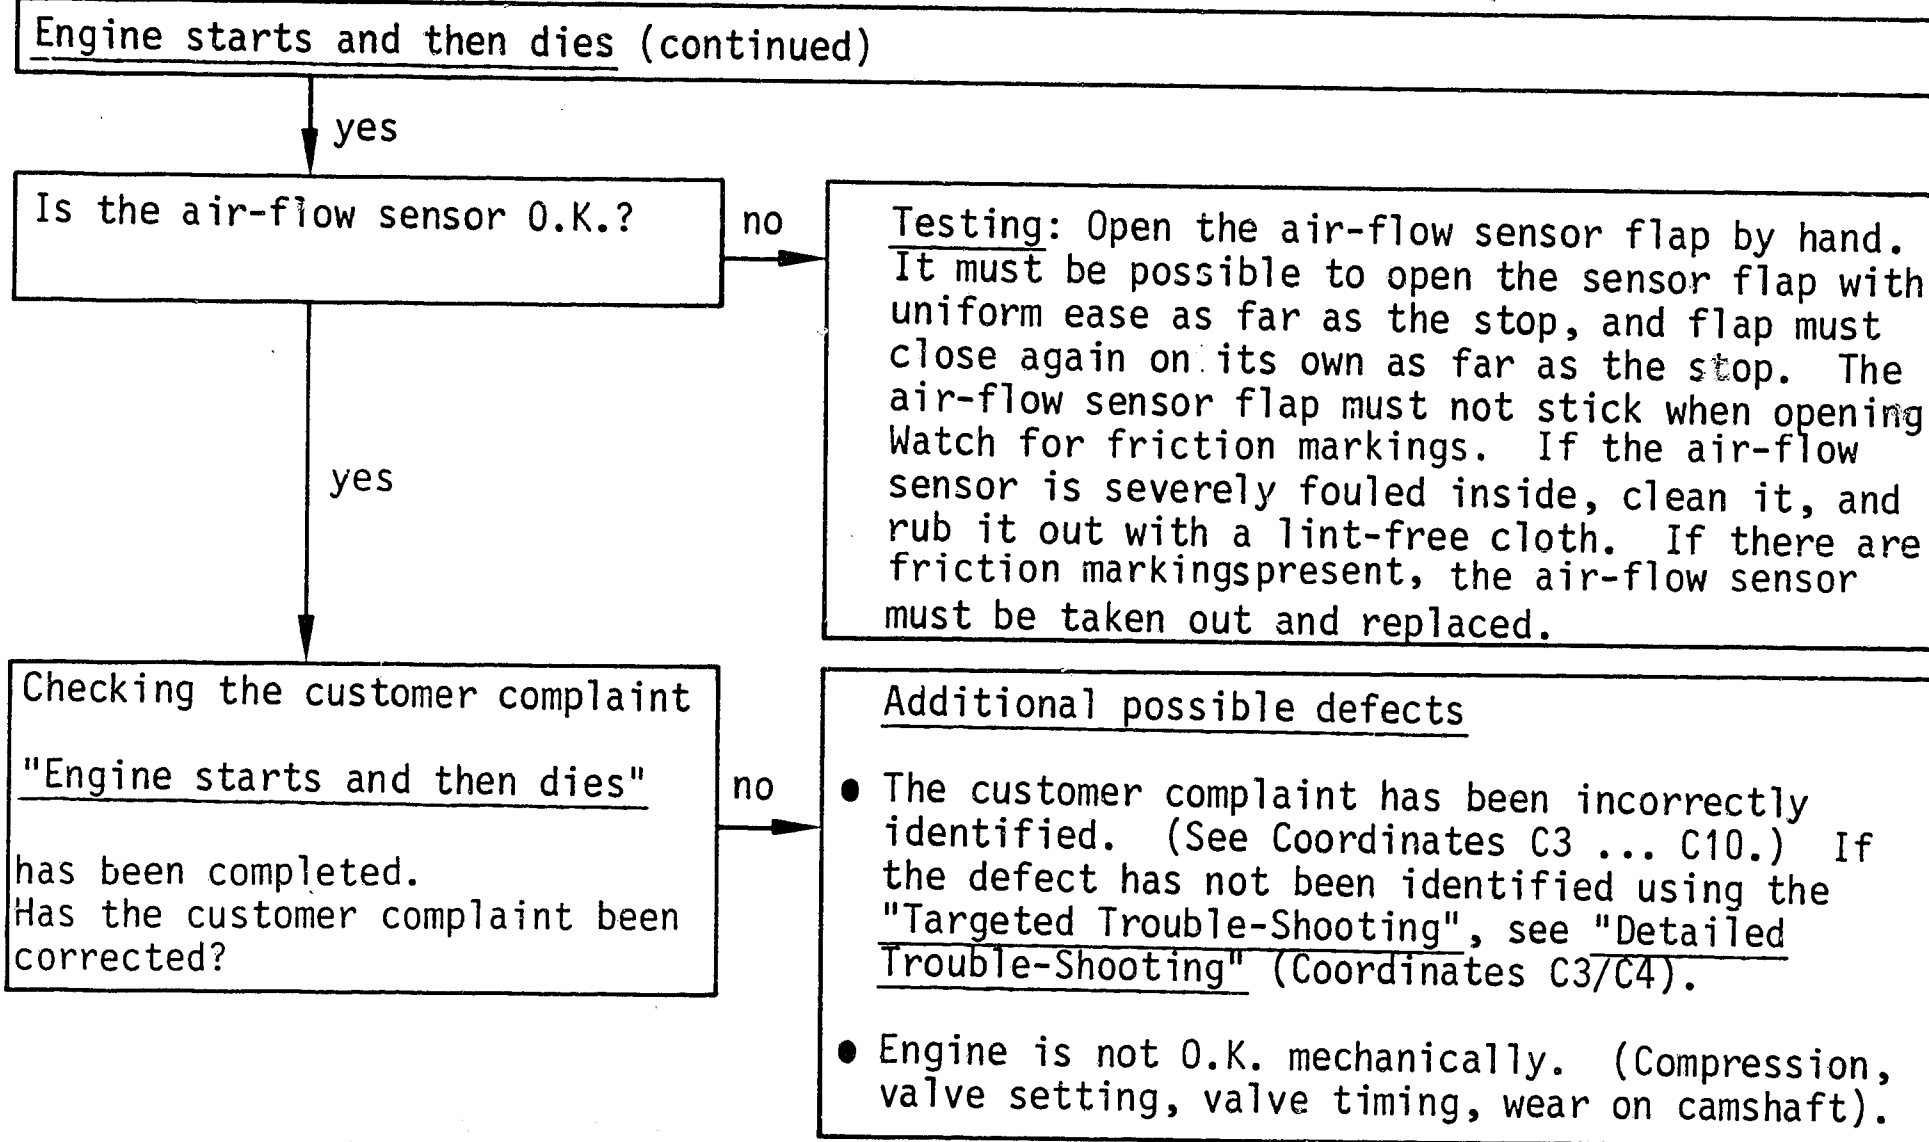 Engine starts and then dies (continued)
yes
Is the air-flow sensor O.K.?
no
Testing: Open the air-flow sensor flap by hand.
It must be possible to open the sensor flap with
uniform ease as far as the stop, and flap must
close again on its own as far as the stop. The
air-flow sensor flap must not stick when opening
Watch for friction markings. If the air-flow
sensor is severely fouled inside, clean it, and
rub it out with a lint-free cloth. If there are
friction markingspresent, the air-flow sensor
must be taken out and replaced.
yes
Checking the customer complaint
"Engine starts and then dies"
has been completed.
Has the customer complaint been
corrected?
no
Additional possible defects
● The customer complaint has been incorrectly
identified. (See Coordinates C3 ... C10.) If
the defect has not been identified using the
"Targeted Trouble-Shooting", see "Detailed
Trouble-Shooting" (Coordinates C3/C4).
● Engine is not O.K. mechanically. (Compression,
valve setting, valve timing, wear on camshaft).